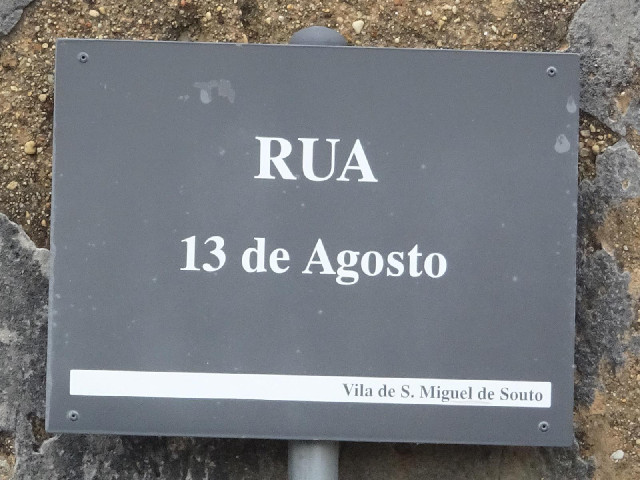 RUA
13 de Agosto
Vila de S. Miguel de Souto